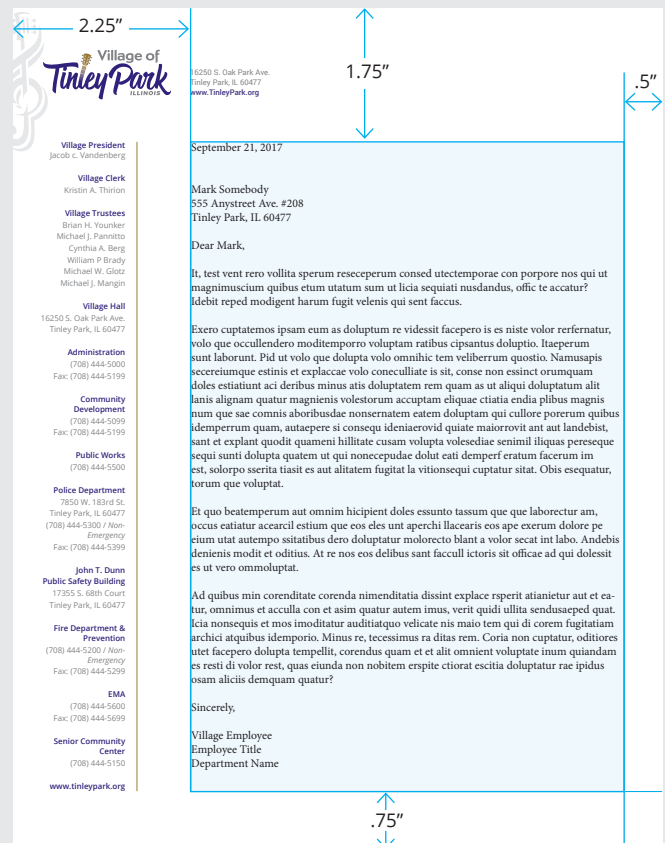 2.25”
1.75”
.5”
Village of
Tinley Park
ILLINOIS
16250 S. Oak Park Ave.
Tinley Park, IL 60477
www.TinleyPark.org
Village President
Jacob c. Vandenberg
Village Clerk
Kristin A. Thirion
Village Trustees
Brian H. Younker
Michael J. Pannitto
Cynthia A. Berg
William P Brady
Michael W. Glotz
Michael J. Mangin
Village Hall
16250 S. Oak Park Ave.
Tinley Park, IL 60477
Administration
(708) 444-5000
Fax: (708) 444-5199
Community
Development
(708) 444-5099
Fax: (708) 444-5199
Public Works
(708) 444-5500
Police Department
7850 W. 183rd St.
Tinley Park, IL 60477
(708) 444-5300 / Non-
Emergency
Fax: (708) 444-5399
John T. Dunn
Public Safety Building
17355 S. 68th Court
Tinley Park, IL 60477
Fire Department &
Prevention
(708) 444-5200 / Non-
Emergency
Fax: (708) 444-5299
EMA
(708) 444-5600
Fax: (708) 444-5699
Senior Community
Center
(708) 444-5150
www.tinleypark.org
September 21, 2017
Mark Somebody
555 Anystreet Ave. #208
Tinley Park, IL 60477
Dear Mark,
It, test vent rero vollita sperum reseceperum consed utectemporae con porpore nos qui ut
magnimuscium quibus etum utatum sum ut licia sequiati nusdandus, offic te accatur?
Idebit reped modigent harum fugit velenis qui sent faccus.
Exero cuptatemos ipsam eum as doluptum re videssit facepero is es niste volor rerfernatur,
volo que occullendero moditemporro voluptam ratibus cipsantus doluptio. Itaeperum
sunt laborunt. Pid ut volo que dolupta volo omnihic tem veliberrum quostio. Namusapis
secereiumque estinis et explaccae volo coneculliate is sit, conse non essinct orumquam
doles estiatiunt aci deribus minus atis doluptatem rem quam as ut aliqui doluptatum alit
lanis alignam quatur magnienis volestorum accuptam eliquae ctiatia endia plibus magnis
num que sae comnis aboribusdae nonsernatem eatem doluptam qui cullore porerum quibus
idemperrum quam, autaepere si consequ ideniaerovid quiate maiorrovit ant aut landebist,
sant et explant quodit quameni hillitate cusam volupta volesediae senimil iliquas pereseque
sequi sunti dolupta quatem ut qui nonecepudae dolut eati demperf eratum facerum im
est, solorpo sserita tiasit es aut alitatem fugitat la vitionsequi cuptatur sitat. Obis esequatur,
torum que voluptat.
Et quo beatemperum aut omnim hicipient doles essunto tassum que que laborectur am,
occus eatiatur acearcil estium que eos eles unt aperchi llacearis eos ape exerum dolore pe
eium utat autempo ssitatibus dero doluptatur molorecto blant a volor secat int labo. Andebis
denienis modit et oditius. At re nos eos delibus sant faccull ictoris sit officae ad qui dolessit
es ut vero ommoluptat.
Ad quibus min corenditate corenda nimenditatia dissint explace rsperit atianietur aut et ea-
tur, omnimus et acculla con et asim quatur autem imus, verit quidi ullita sendusaeped quat.
Icia nonsequis et mos imoditatur auditiatquo velicate nis maio tem qui di corem fugitatiam
archici atquibus idemporio. Minus re, tecessimus ra ditas rem. Coria non cuptatur, oditiores
utet facepero dolupta tempellit, corendus quam et et alit omnient voluptate inum quiandam
es resti di volor rest, quas eiunda non nobitem erspite ctiorat escitia doluptatur rae ipidus
osam aliciis demquam quatur?
Sincerely,
Village Employee
Employee Title
Department Name
.75”